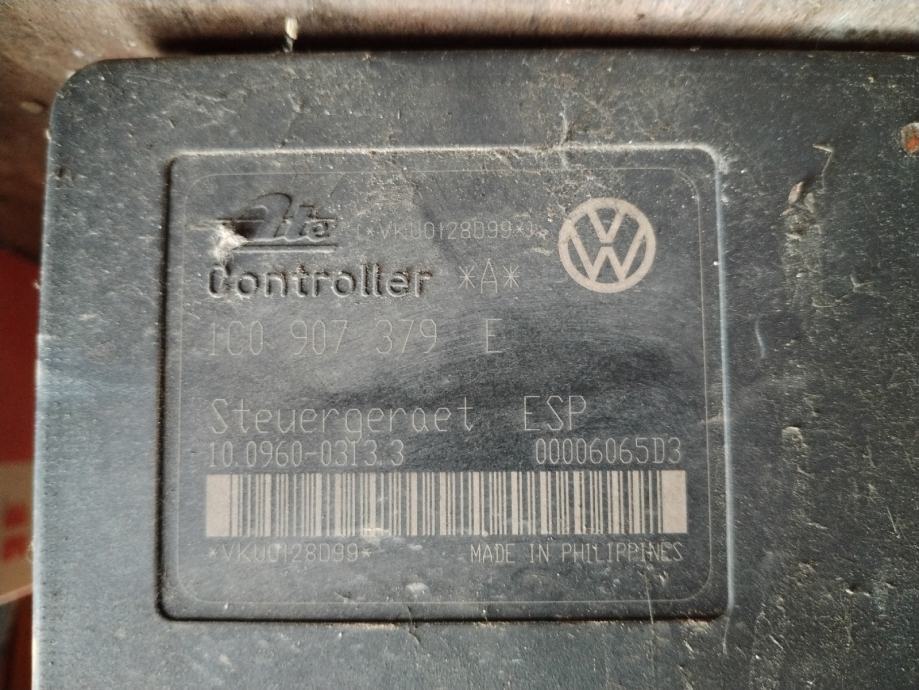 Ate (*VKU0128D99*)
Controller *A*
1C0 907 379 E
Steuergeraet ESP
10.0960-0313.3 00006065D3
*VKU0128D99* MADE IN PHILIPPINES